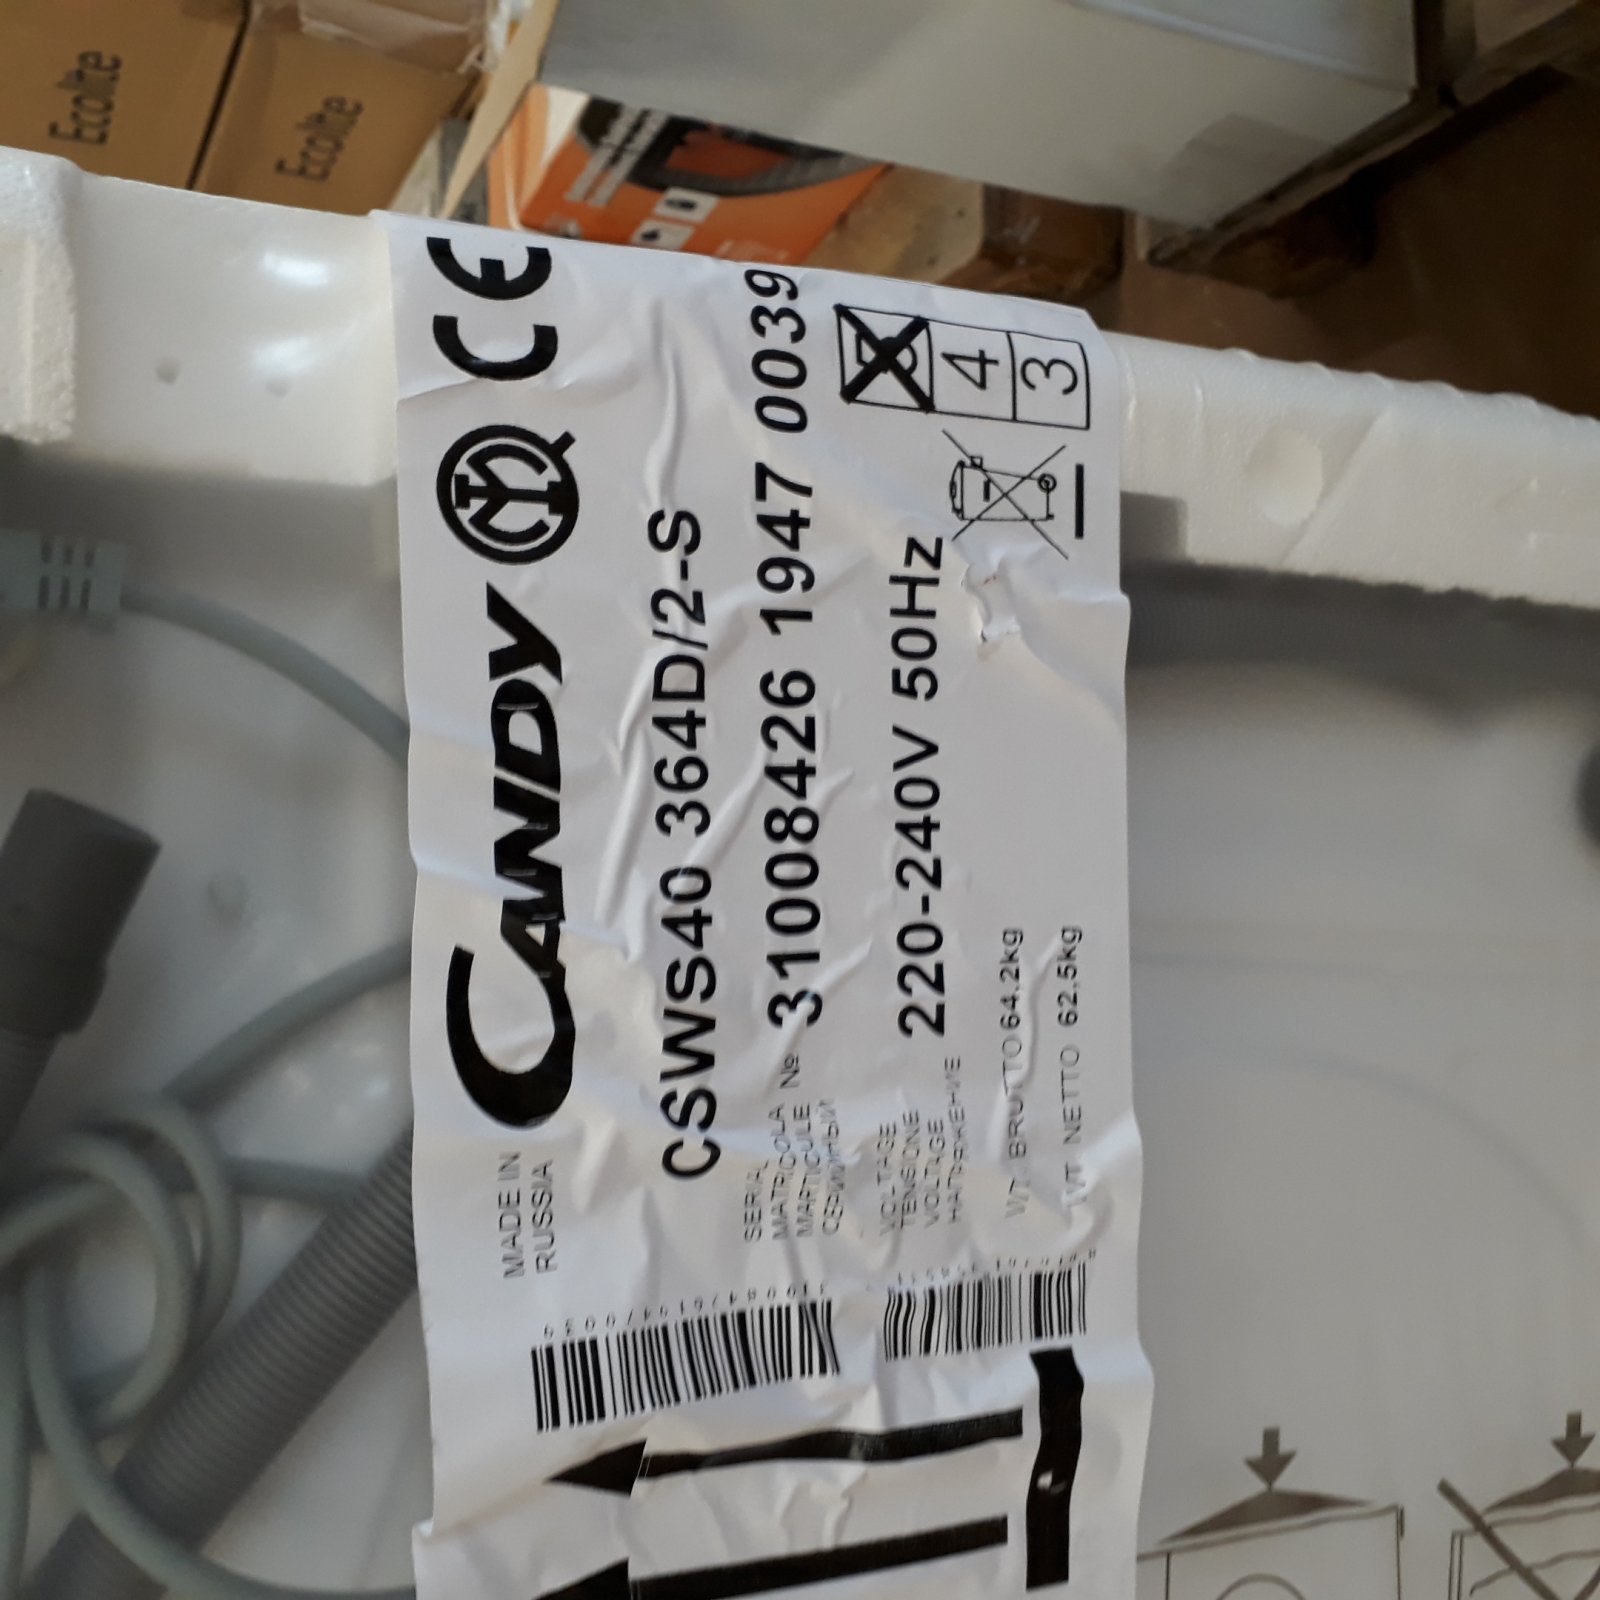 Ecolite
Ecolite
CE
CANDY
MADE IN
RUSSIA
CSWS40 364D/2-S
SERIAL
MATRICOLA
MARTICULE
СЕРИЙНЫЙ
№ 31008426 1947 0039
VOLTAGE
TENSIONE
VOLTAGE
НАПРЯЖЕНИЕ
220-240V 50Hz
4
3
WT. BRUTTO 64.2kg
WT NETTO 62,5kg